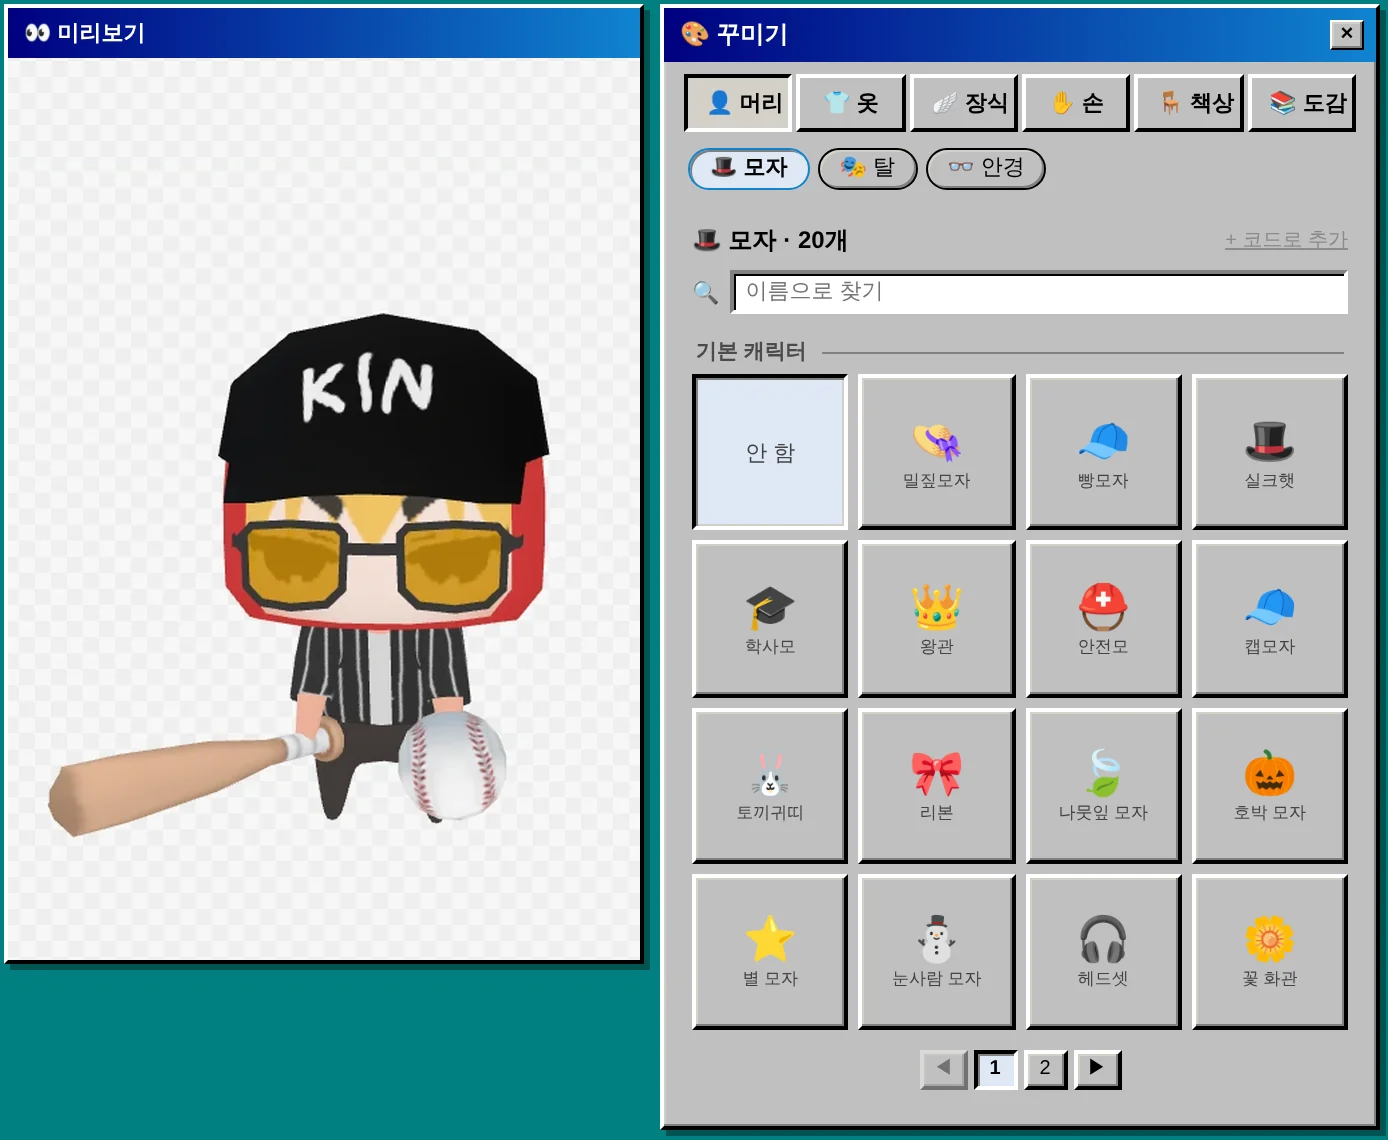 👀 미리보기
KIN
🎨 꾸미기
×
👤 머리
👕 옷
🪽 장식
✋ 손
🪑 책상
📚 도감
🎩 모자
🎭 탈
👓 안경
🎩 모자 · 20개
+ 코드로 추가
🔍 이름으로 찾기
기본 캐릭터
안 함
밀짚모자
빵모자
실크햇
학사모
왕관
안전모
캡모자
토끼귀띠
리본
나뭇잎 모자
호박 모자
별 모자
눈사람 모자
헤드셋
꽃 화관
◀ 1 2 ▶